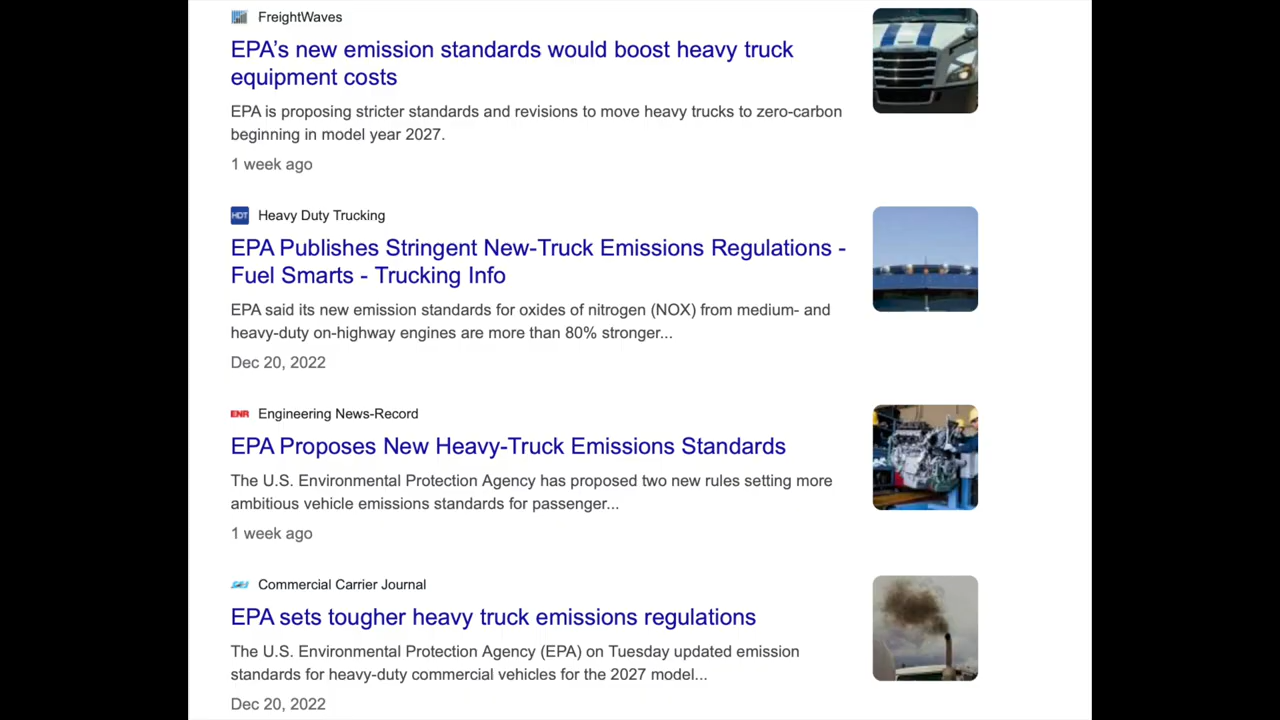 FreightWaves
EPA’s new emission standards would boost heavy truck
equipment costs
EPA is proposing stricter standards and revisions to move heavy trucks to zero-carbon
beginning in model year 2027.
1 week ago
HDT Heavy Duty Trucking
EPA Publishes Stringent New-Truck Emissions Regulations -
Fuel Smarts - Trucking Info
EPA said its new emission standards for oxides of nitrogen (NOX) from medium- and
heavy-duty on-highway engines are more than 80% stronger...
Dec 20, 2022
ENR Engineering News-Record
EPA Proposes New Heavy-Truck Emissions Standards
The U.S. Environmental Protection Agency has proposed two new rules setting more
ambitious vehicle emissions standards for passenger...
1 week ago
Commercial Carrier Journal
EPA sets tougher heavy truck emissions regulations
The U.S. Environmental Protection Agency (EPA) on Tuesday updated emission
standards for heavy-duty commercial vehicles for the 2027 model...
Dec 20, 2022